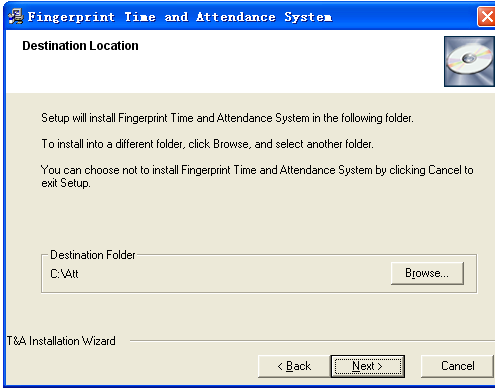 Fingerprint Time and Attendance System
Destination Location
Setup will install Fingerprint Time and Attendance System in the following folder.
To install into a different folder, click Browse, and select another folder.
You can choose not to install Fingerprint Time and Attendance System by clicking Cancel to
exit Setup.
Destination Folder
C:\Att
Browse...
T&A Installation Wizard
< Back
Next >
Cancel